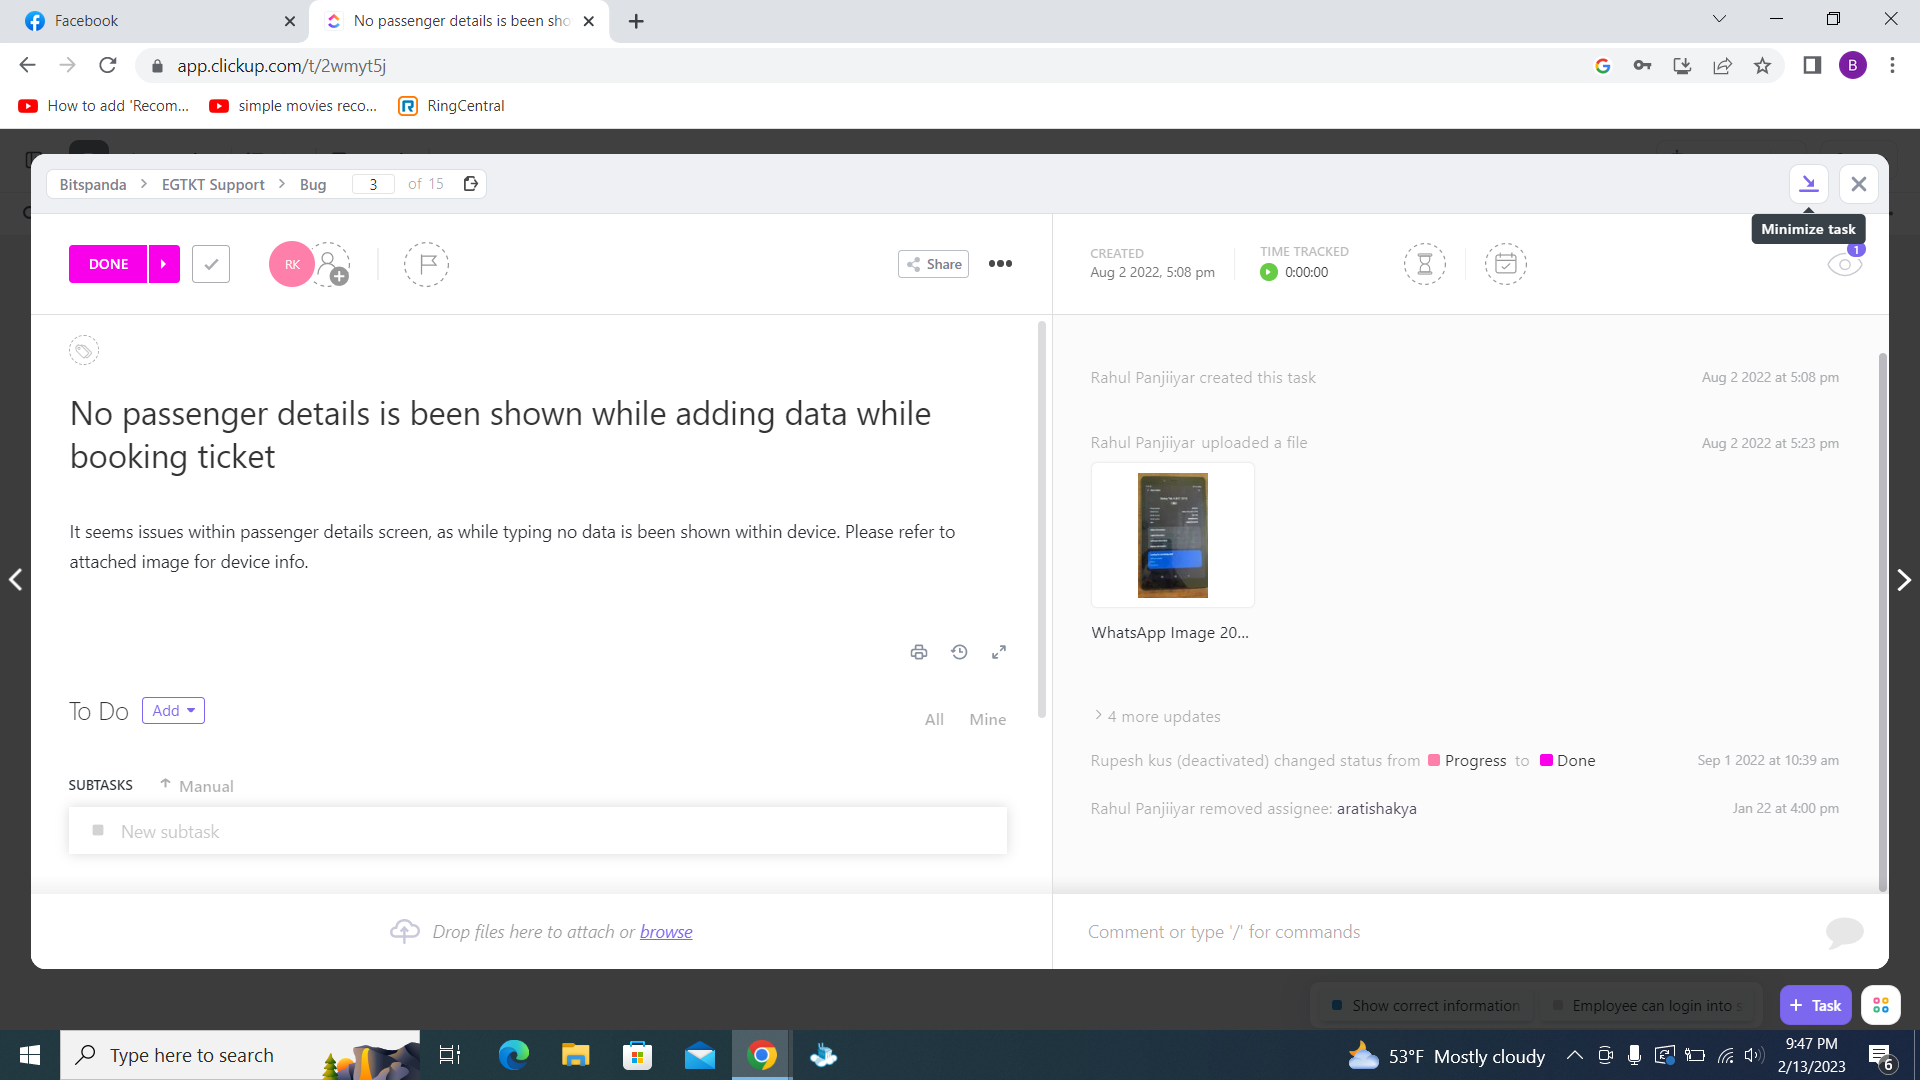 Facebook
No passenger details is been sho
app.clickup.com/t/2wmyt5j
B
How to add 'Recom...
simple movies reco...
RingCentral
Bitspanda > EGTKT Support > Bug 3 of 15
Minimize task
DONE
RK
Share
CREATED
Aug 2 2022, 5:08 pm
TIME TRACKED
0:00:00
1
No passenger details is been shown while adding data while
booking ticket
It seems issues within passenger details screen, as while typing no data is been shown within device. Please refer to
attached image for device info.
To Do
Add
All
Mine
SUBTASKS
Manual
New subtask
Drop files here to attach or browse
Rahul Panjiiyar created this task
Aug 2 2022 at 5:08 pm
Rahul Panjiiyar uploaded a file
Aug 2 2022 at 5:23 pm
WhatsApp Image 20...
> 4 more updates
Rupesh kus (deactivated) changed status from Progress to Done
Sep 1 2022 at 10:39 am
Rahul Panjiiyar removed assignee: aratishakya
Jan 22 at 4:00 pm
Comment or type '/' for commands
Show correct information
Employee can login into s
+ Task
Type here to search
53°F Mostly cloudy
9:47 PM
2/13/2023
6